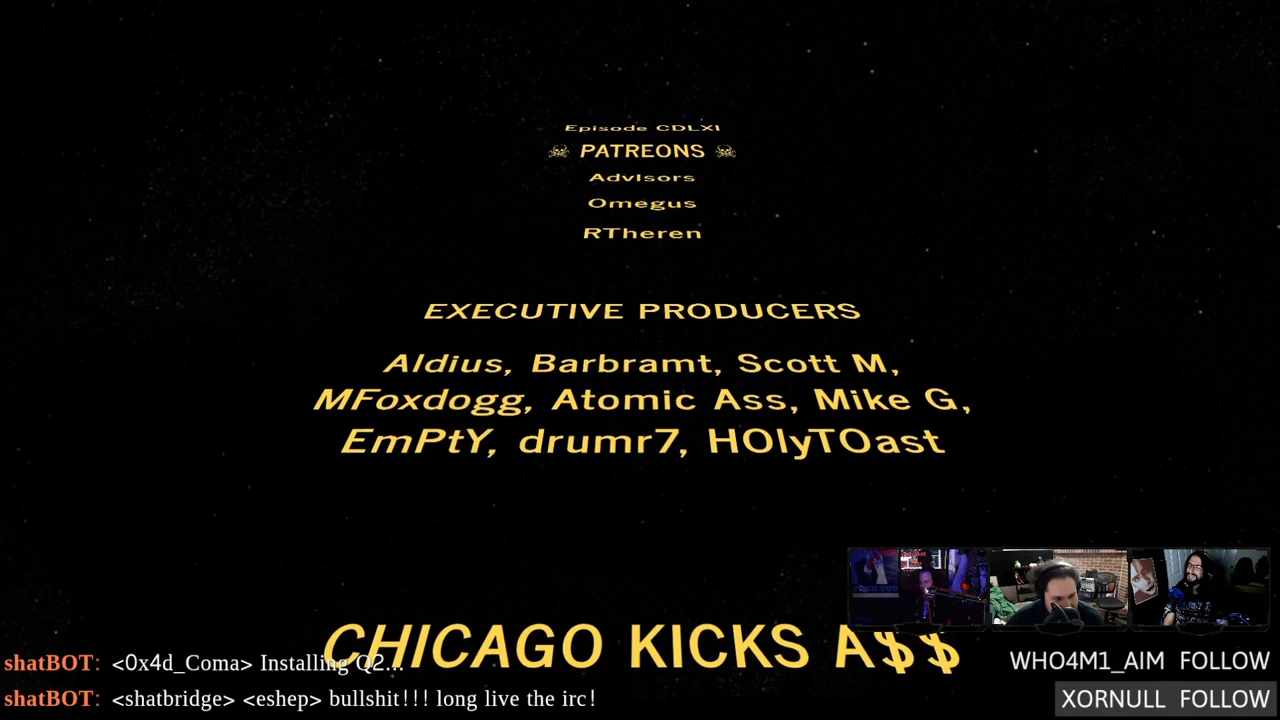 Episode CDLXI
☠ PATREONS ☠
Advisors
Omegus
RTheren
EXECUTIVE PRODUCERS
Aldius, Barbramt, Scott M,
MFoxdogg, Atomic Ass, Mike G,
EmPtY, drumr7, HOlyTOast
CHICAGO KICKS A$$
shatBOT: <0x4d_Coma> Installing Q2...
shatBOT: <shatbridge> <eshep> bullshit!!! long live the irc!
WHO4M1_AIM FOLLOW
XORNULL FOLLOW